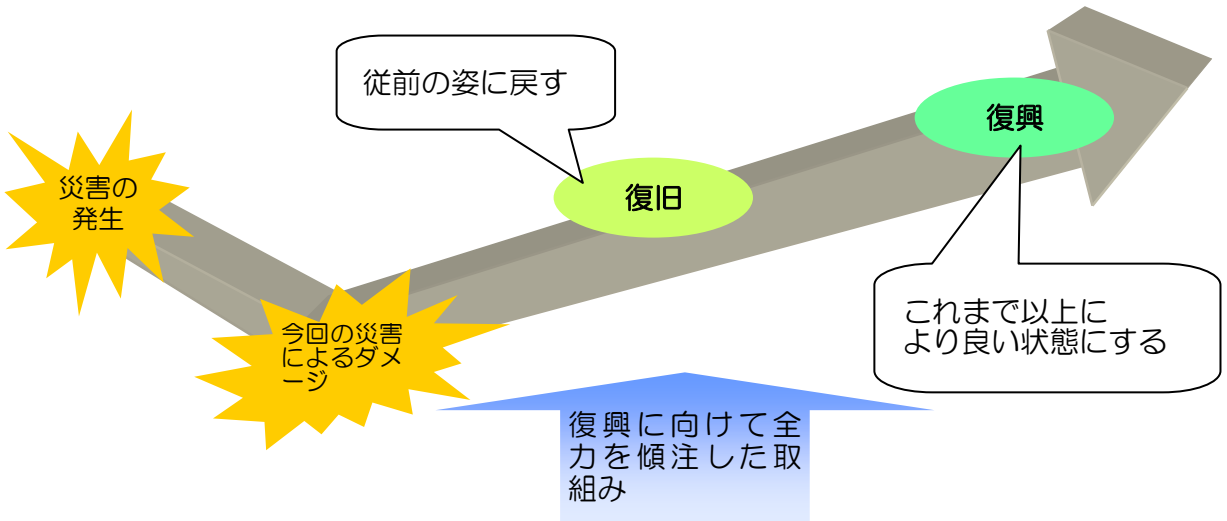 従前の姿に戻す
復興
災害の
発生
復旧
これまで以上に
より良い状態にする
今回の災害
によるダメ
ージ
復興に向けて全
力を傾注した取
組み